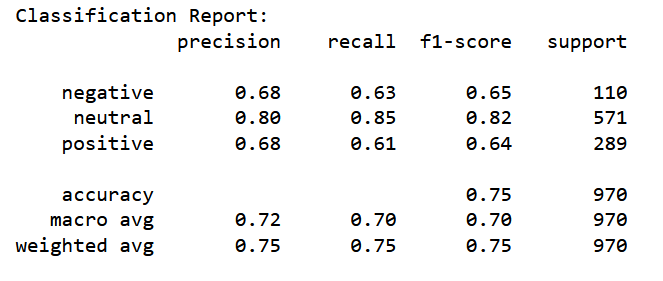 Classification Report:
precision recall f1-score support
negative 0.68 0.63 0.65 110
neutral 0.80 0.85 0.82 571
positive 0.68 0.61 0.64 289
accuracy 0.75 970
macro avg 0.72 0.70 0.70 970
weighted avg 0.75 0.75 0.75 970